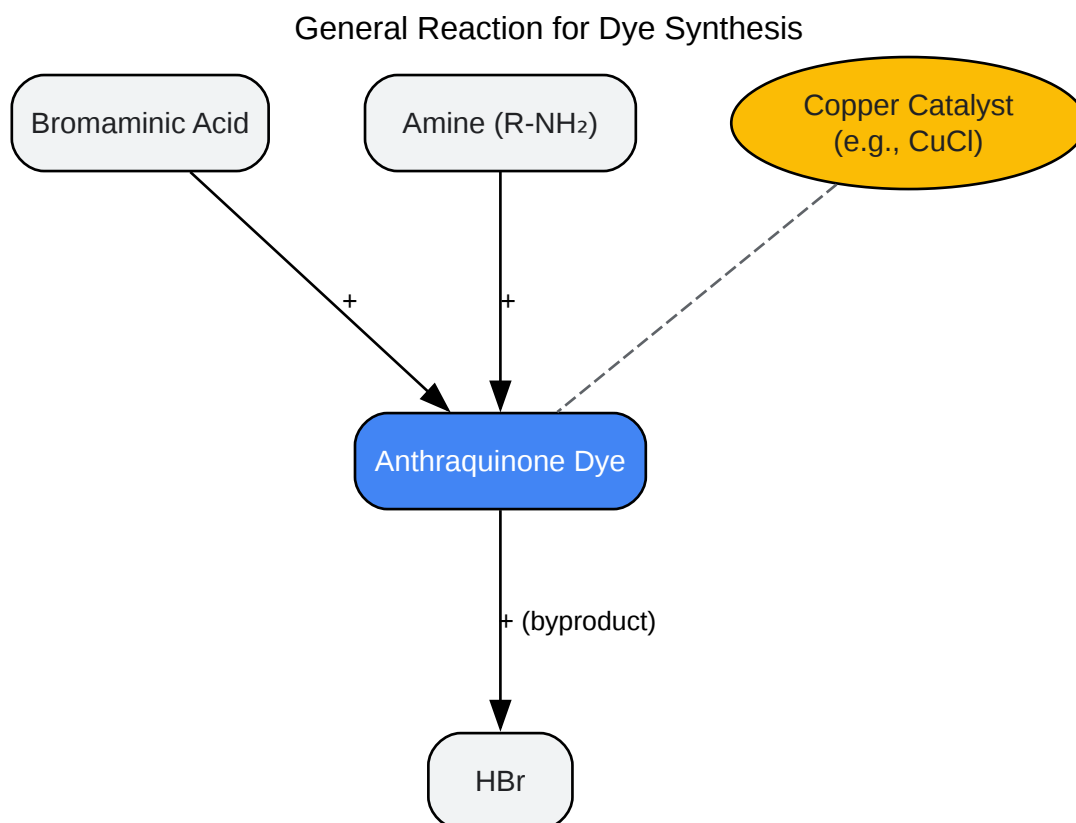 General Reaction for Dye Synthesis
Bromaminic Acid
Amine (R-NH₂)
Copper Catalyst
(e.g., CuCl)
+
+
Anthraquinone Dye
+ (byproduct)
HBr